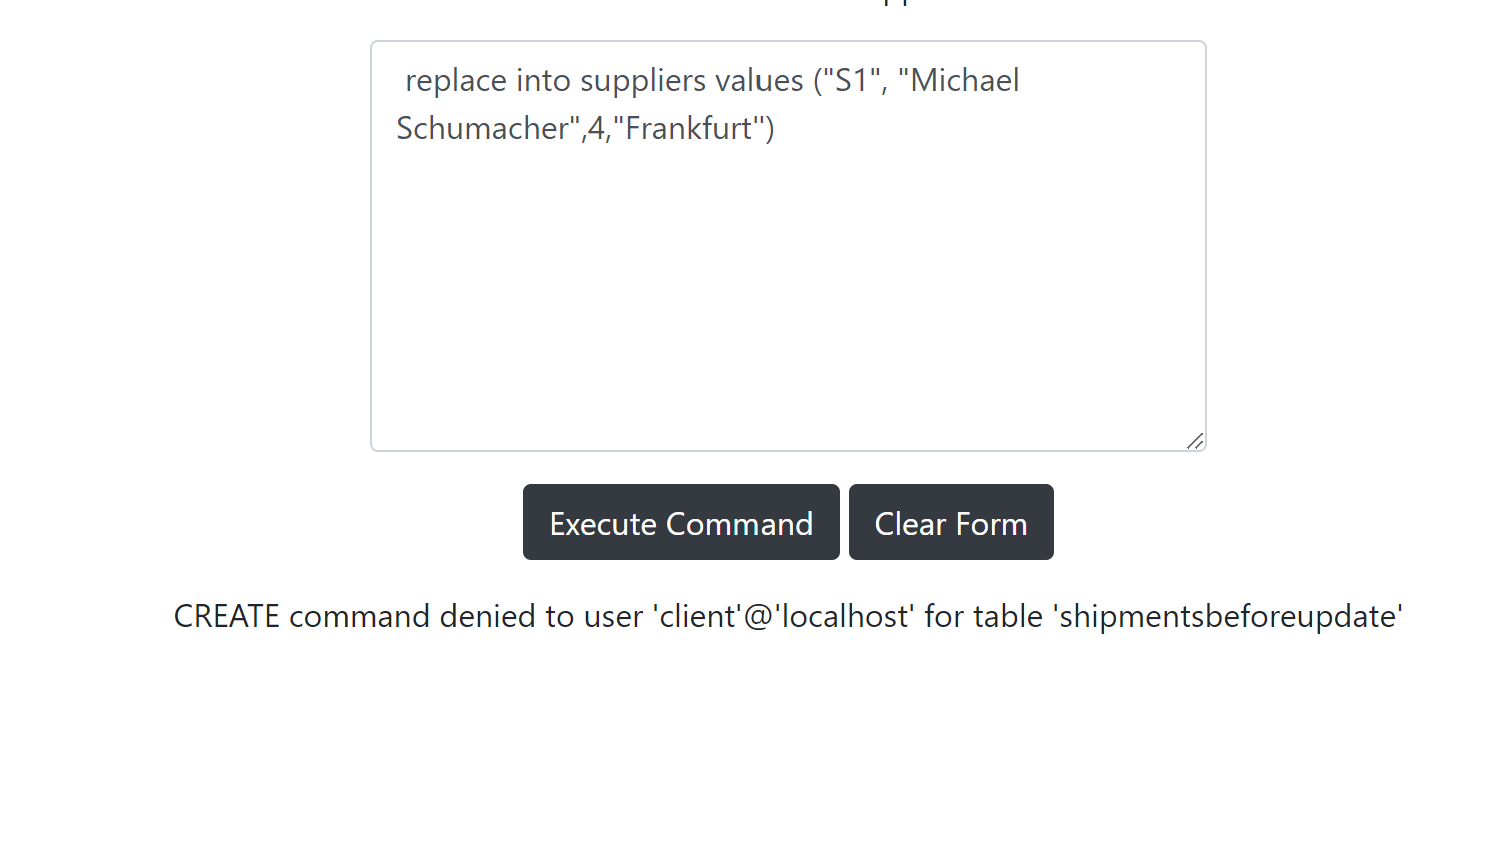 replace into suppliers values ("S1", "Michael
Schumacher",4,"Frankfurt")
Execute Command Clear Form
CREATE command denied to user 'client'@'localhost' for table 'shipmentsbeforeupdate'